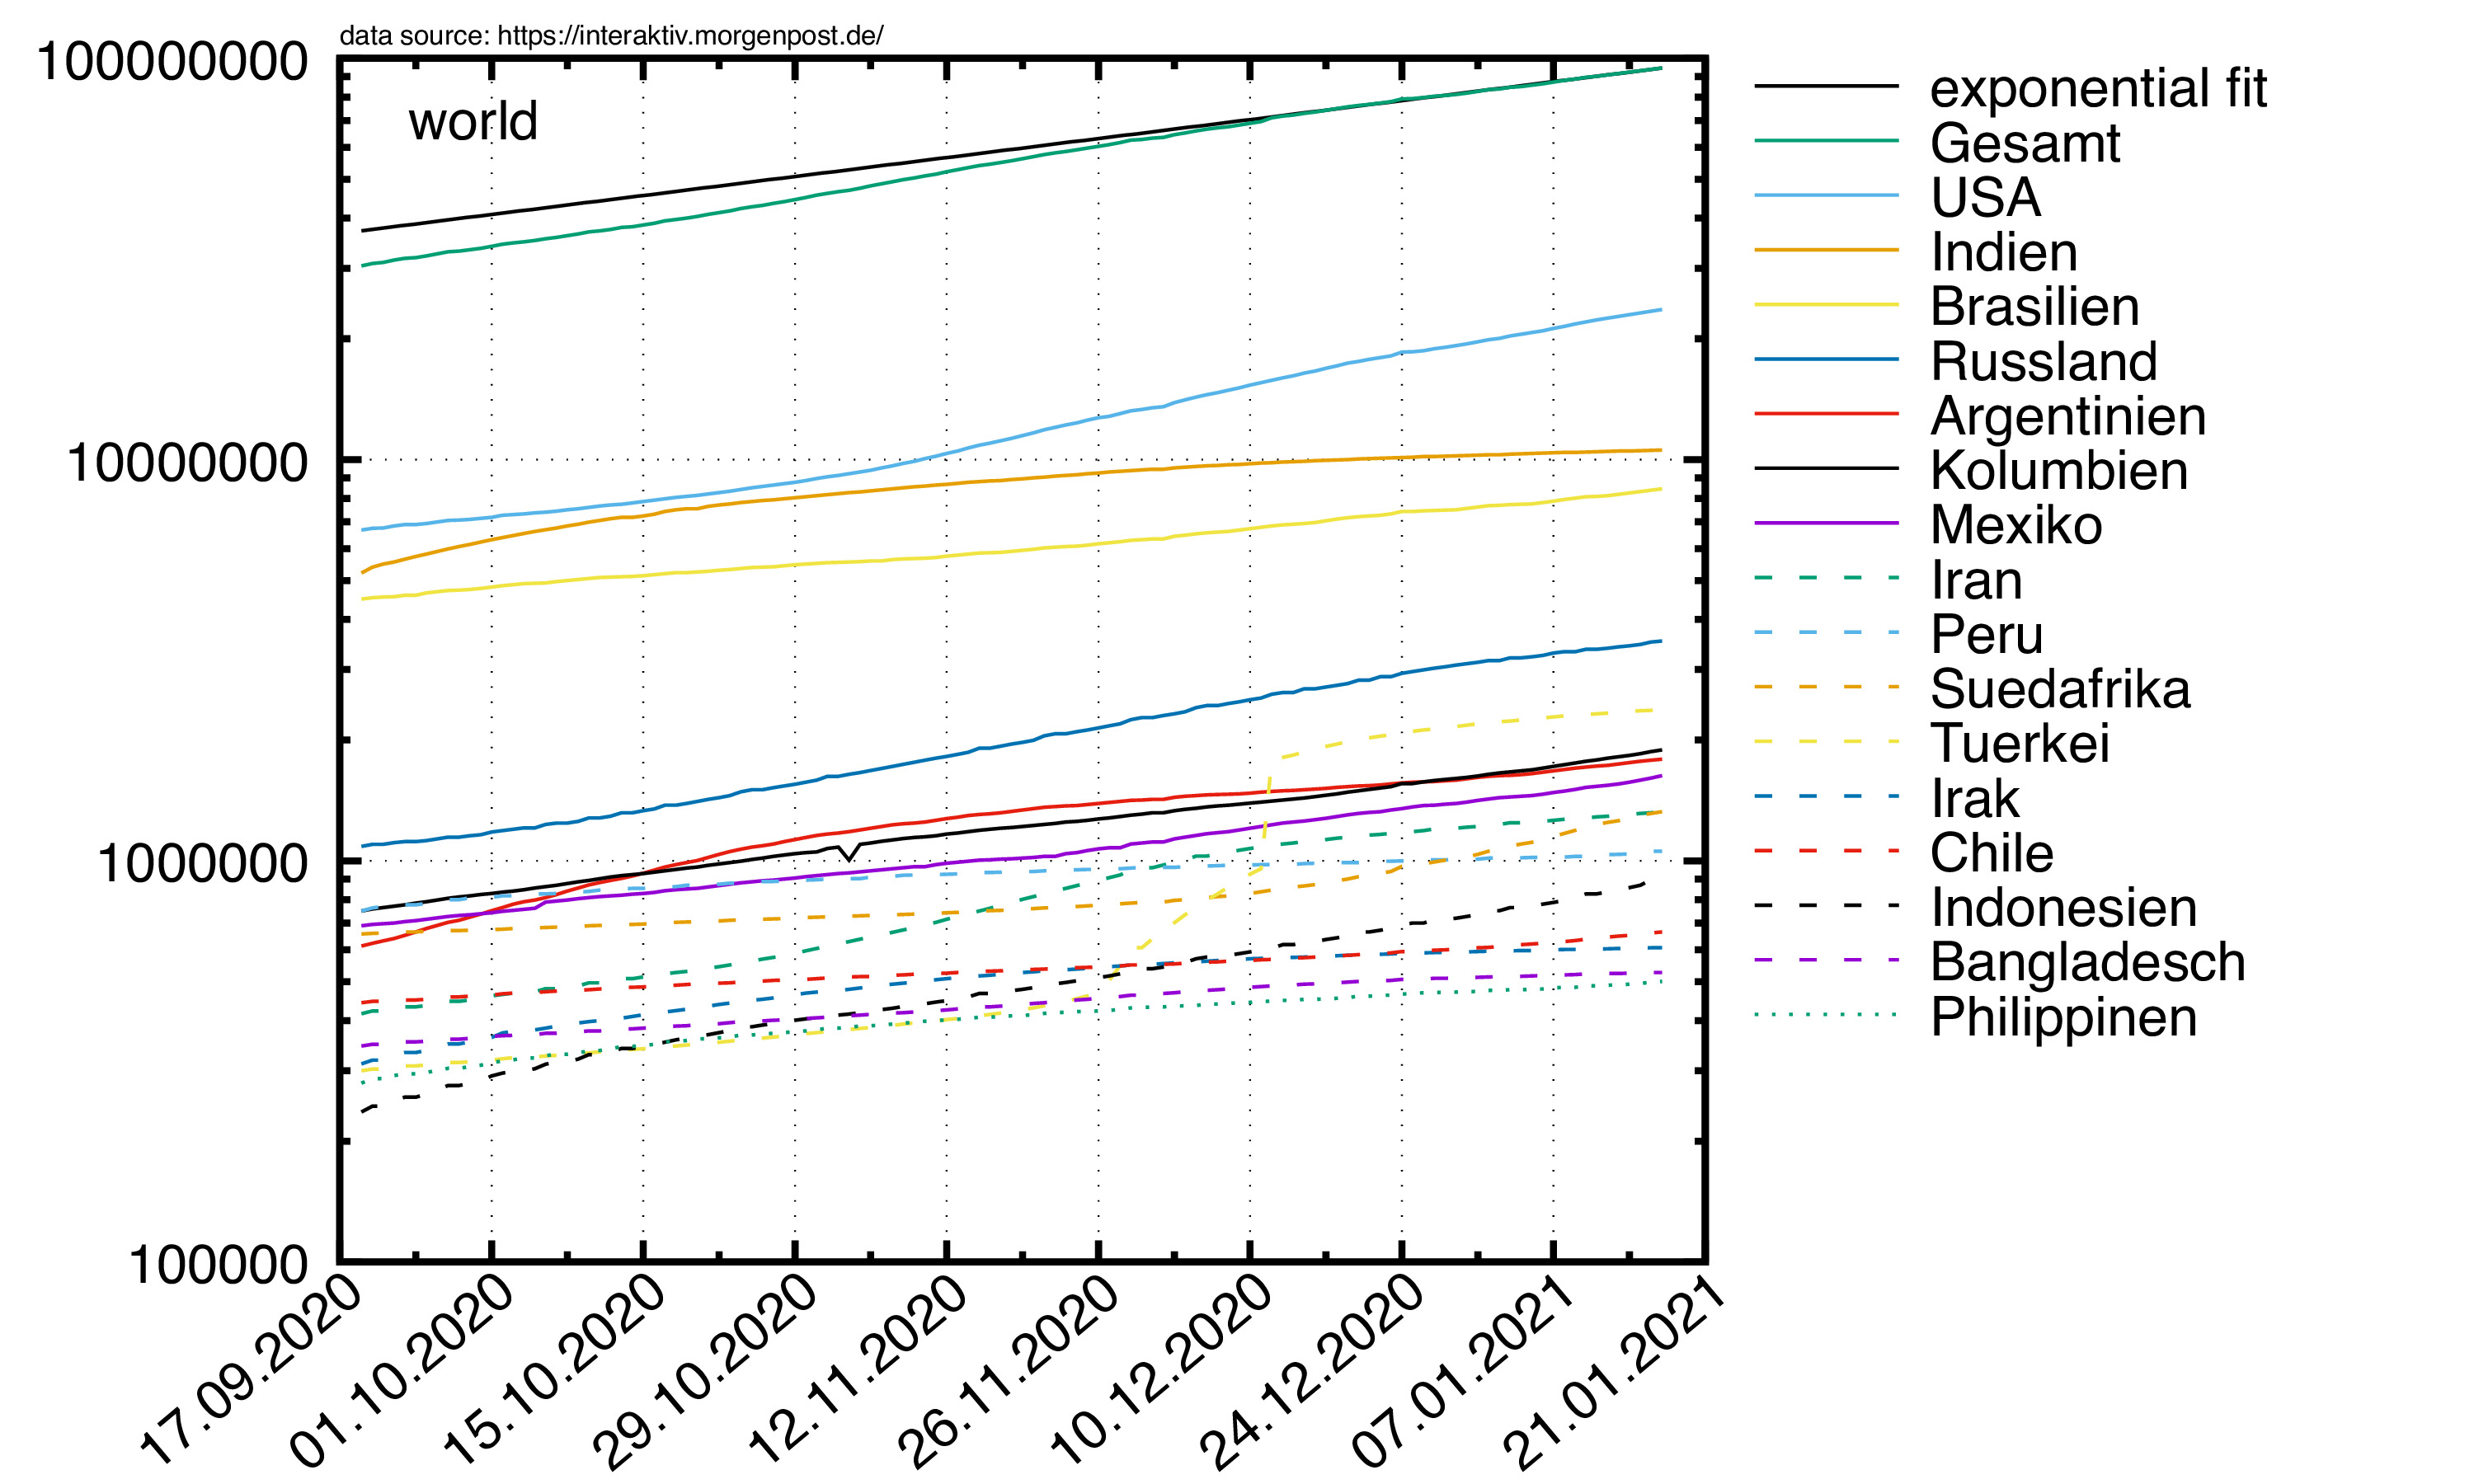 data source: https://interaktiv.morgenpost.de/
100000000
10000000
1000000
100000
world
exponential fit
Gesamt
USA
Indien
Brasilien
Russland
Argentinien
Kolumbien
Mexiko
Iran
Peru
Suedafrika
Tuerkei
Irak
Chile
Indonesien
Bangladesch
Philippinen
17.09.2020
01.10.2020
15.10.2020
29.10.2020
12.11.2020
26.11.2020
10.12.2020
24.12.2020
07.01.2021
21.01.2021